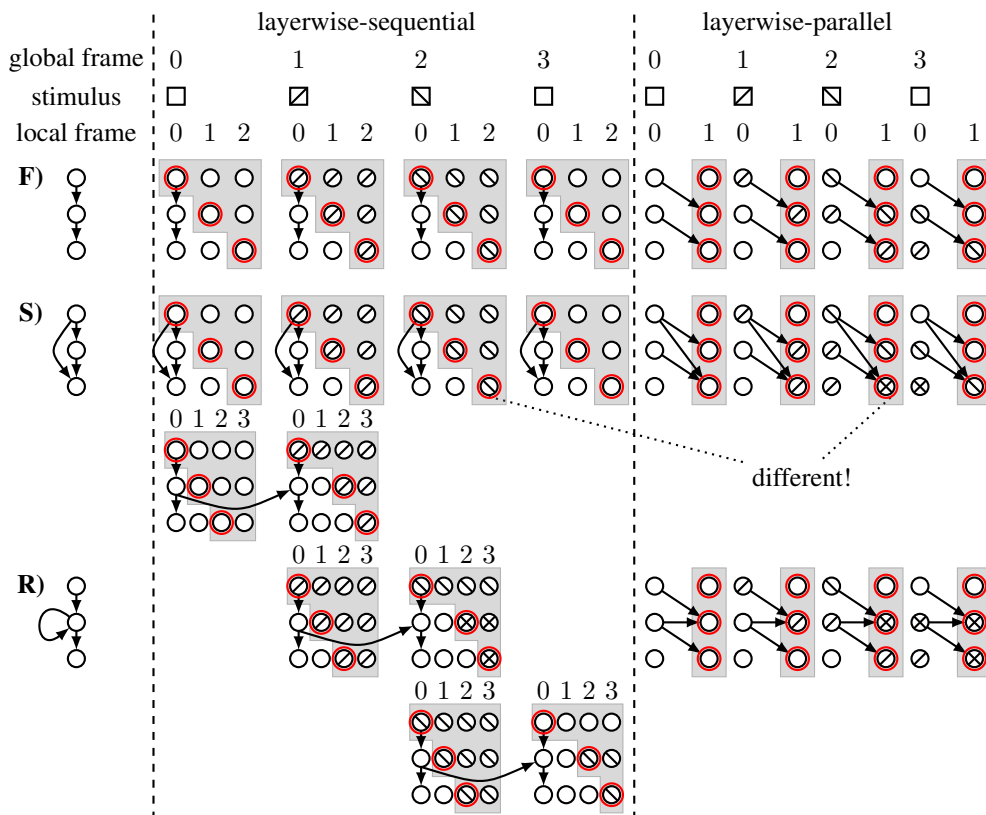 layerwise-sequential layerwise-parallel
global frame 0 1 2 3 0 1 2 3
stimulus
local frame 0 1 2 0 1 2 0 1 2 0 1 2 0 1 0 1 0 1 0 1
F)
S)
0 1 2 3 0 1 2 3
different!
0 1 2 3 0 1 2 3
R)
0 1 2 3 0 1 2 3